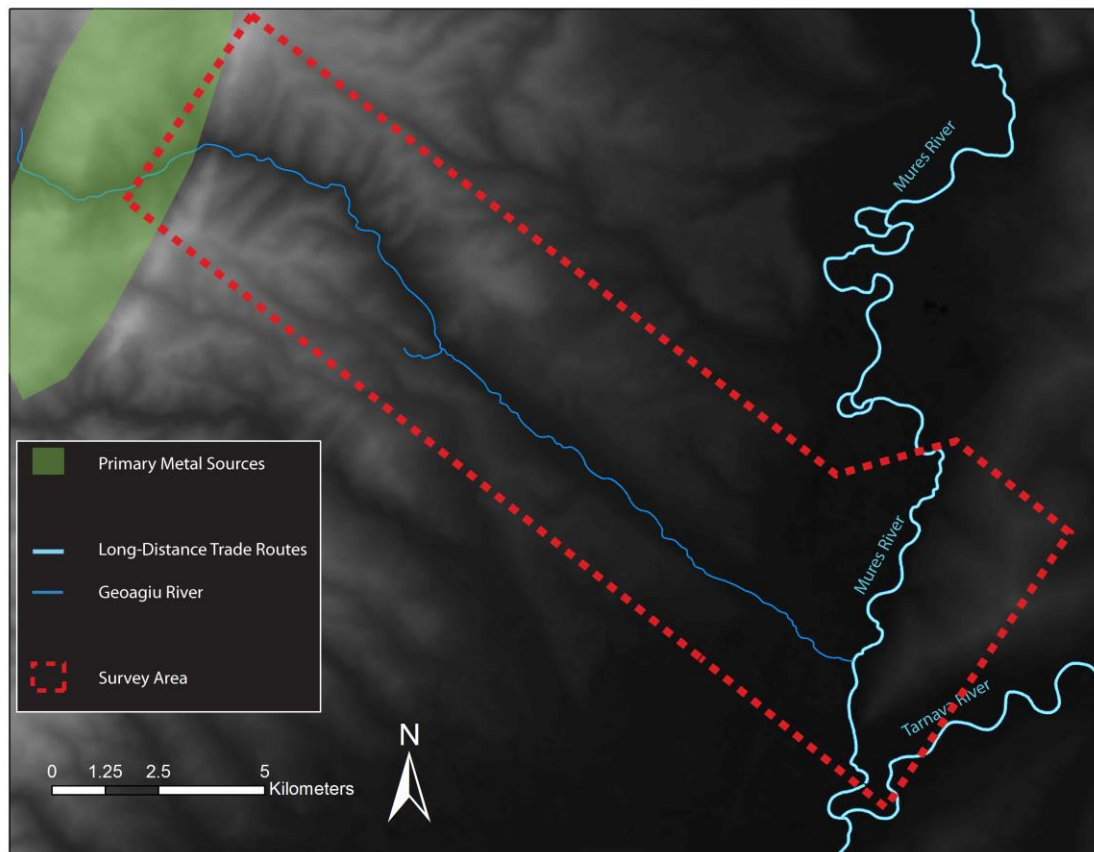 Mures River
Mures River
Tarnava River
Primary Metal Sources
Long-Distance Trade Routes
Geoagiu River
Survey Area
N
0 1.25 2.5 5
Kilometers